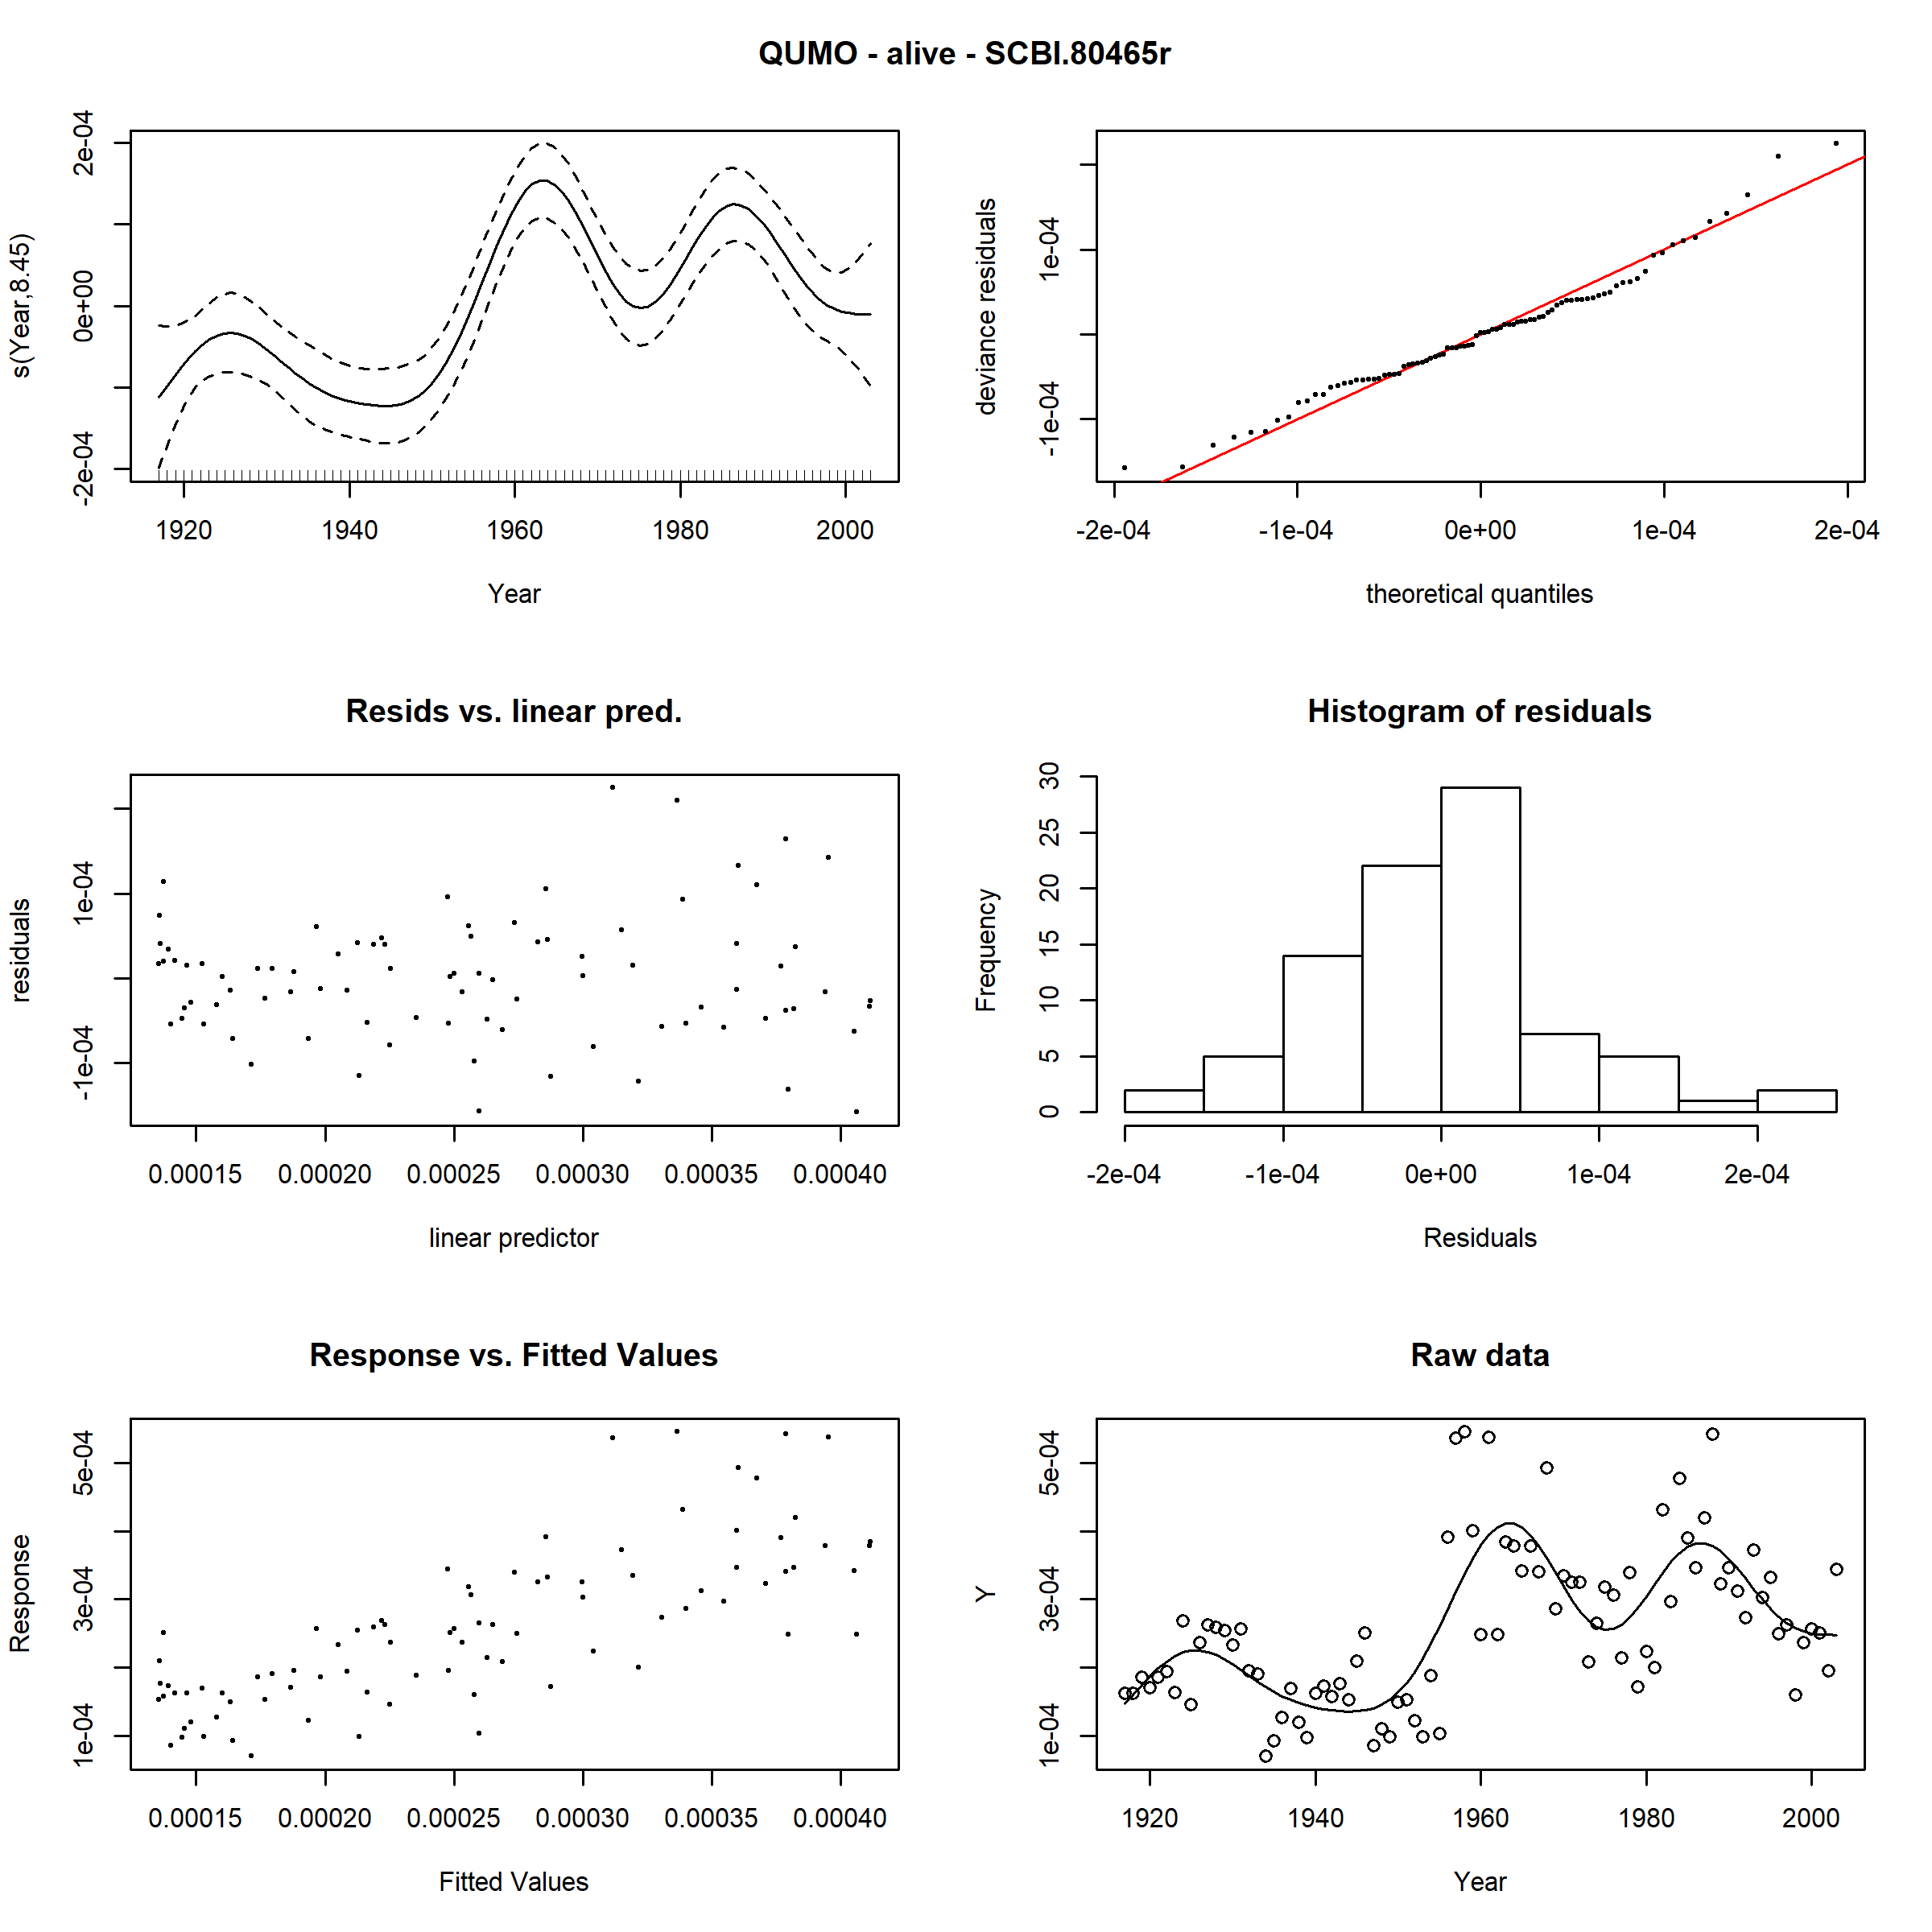 QUMO - alive - SCBI.80465r
s(Year,8.45)
-2e-04 0e+00 2e-04
1920 1940 1960 1980 2000
Year
deviance residuals
-1e-04 1e-04
-2e-04 -1e-04 0e+00 1e-04 2e-04
theoretical quantiles
Resids vs. linear pred.
residuals
-1e-04 1e-04
0.00015 0.00020 0.00025 0.00030 0.00035 0.00040
linear predictor
Histogram of residuals
Frequency
0 5 10 15 20 25 30
-2e-04 -1e-04 0e+00 1e-04 2e-04
Residuals
Response vs. Fitted Values
Response
1e-04 3e-04 5e-04
0.00015 0.00020 0.00025 0.00030 0.00035 0.00040
Fitted Values
Raw data
Y
1e-04 3e-04 5e-04
1920 1940 1960 1980 2000
Year